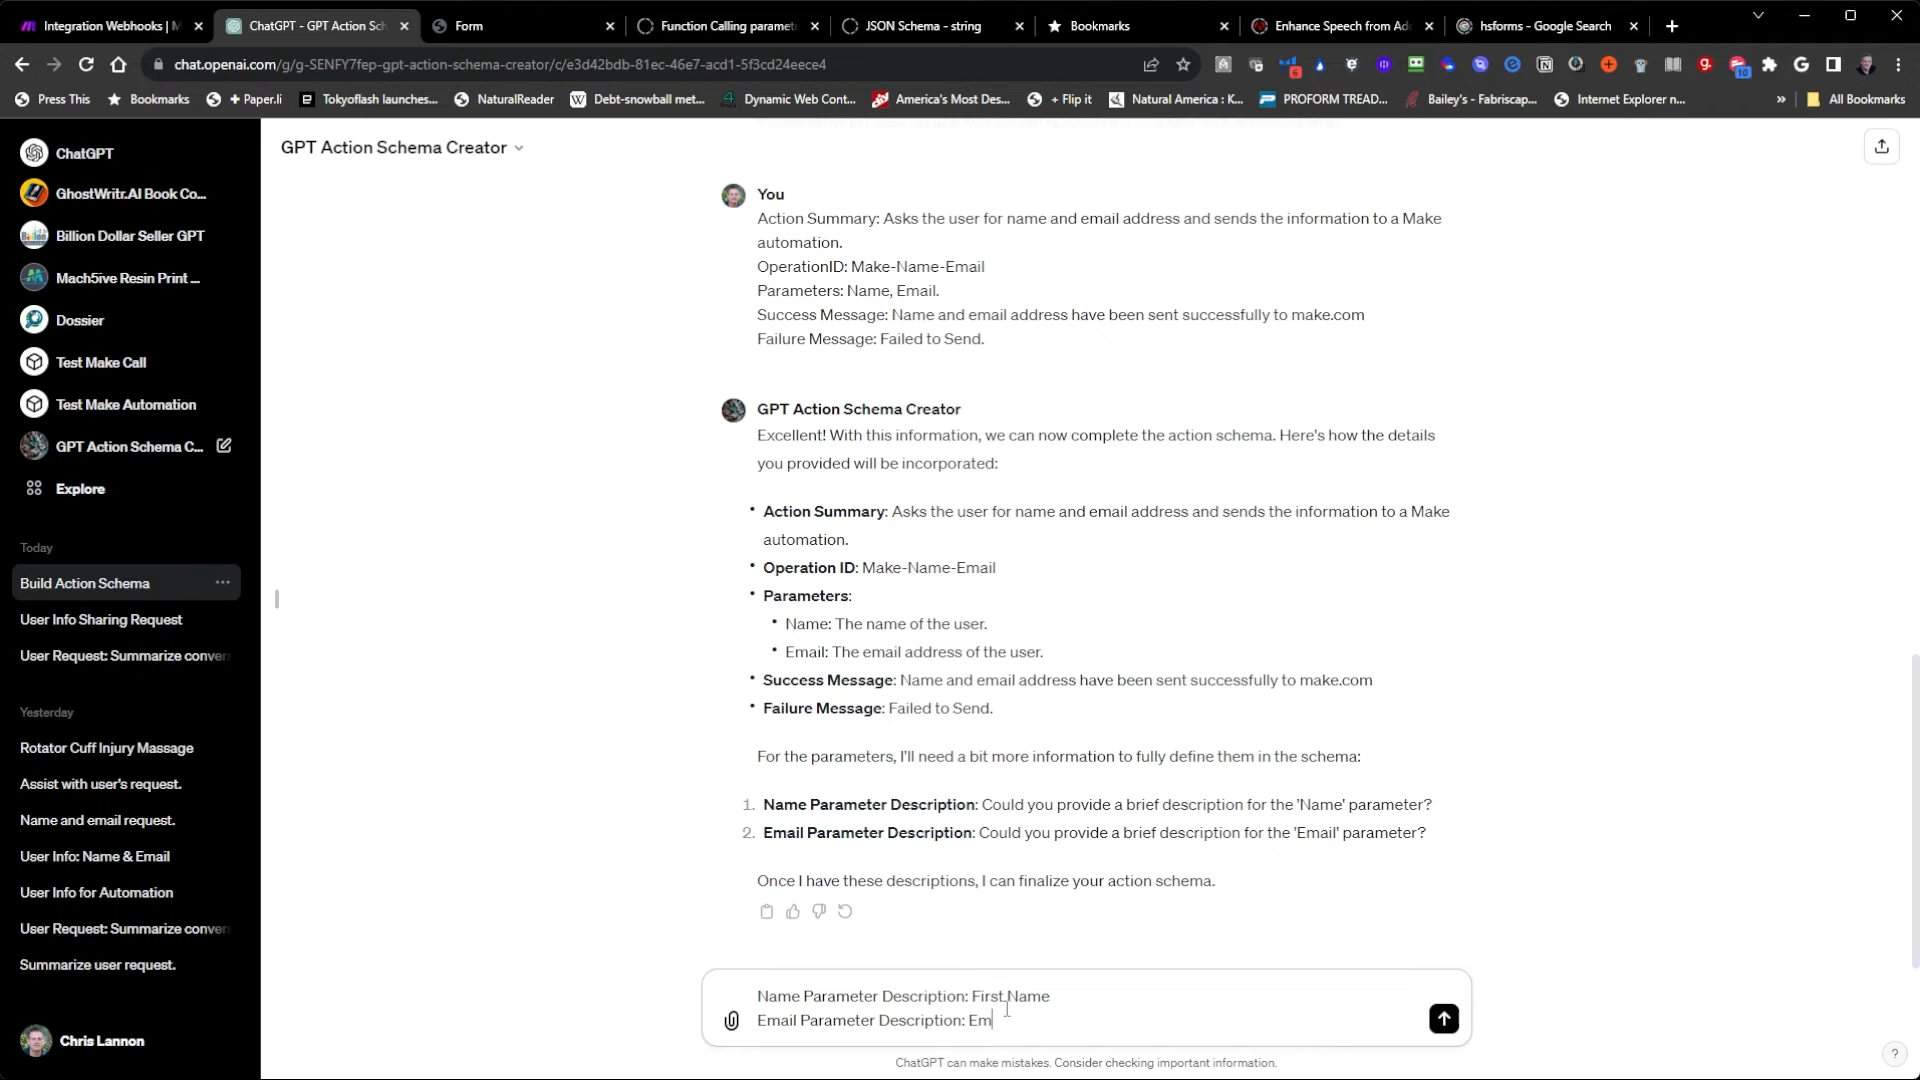 Integration Webhooks | M
ChatGPT - GPT Action Sch
Form
Function Calling paramete
JSON Schema - string
Bookmarks
Enhance Speech from Ad
hsforms - Google Search
chat.openai.com/g/g-SENFY7fep-gpt-action-schema-creator/c/e3d42bdb-81ec-46e7-acd1-5f3cd24eece4
6
10
Press This
Bookmarks
+ Paper.li
Tokyoflash launches...
NaturalReader
Debt-snowball met...
Dynamic Web Cont...
America's Most Des...
+ Flip it
Natural America : K...
PROFORM TREAD...
Bailey's - Fabriscap...
Internet Explorer n...
»
All Bookmarks
ChatGPT
GhostWritr.AI Book Co...
Billion Dollar Seller GPT
Mach5ive Resin Print ...
Dossier
Test Make Call
Test Make Automation
GPT Action Schema C...
Explore
Today
Build Action Schema
User Info Sharing Request
User Request: Summarize conver
Yesterday
Rotator Cuff Injury Massage
Assist with user's request.
Name and email request.
User Info: Name & Email
User Info for Automation
User Request: Summarize conver
Summarize user request.
Chris Lannon
GPT Action Schema Creator
You
Action Summary: Asks the user for name and email address and sends the information to a Make
automation.
OperationID: Make-Name-Email
Parameters: Name, Email.
Success Message: Name and email address have been sent successfully to make.com
Failure Message: Failed to Send.
GPT Action Schema Creator
Excellent! With this information, we can now complete the action schema. Here's how the details
you provided will be incorporated:
• Action Summary: Asks the user for name and email address and sends the information to a Make
automation.
• Operation ID: Make-Name-Email
• Parameters:
• Name: The name of the user.
• Email: The email address of the user.
• Success Message: Name and email address have been sent successfully to make.com
• Failure Message: Failed to Send.
For the parameters, I'll need a bit more information to fully define them in the schema:
1. Name Parameter Description: Could you provide a brief description for the 'Name' parameter?
2. Email Parameter Description: Could you provide a brief description for the 'Email' parameter?
Once I have these descriptions, I can finalize your action schema.
Name Parameter Description: First Name
Email Parameter Description: Em
ChatGPT can make mistakes. Consider checking important information.
?